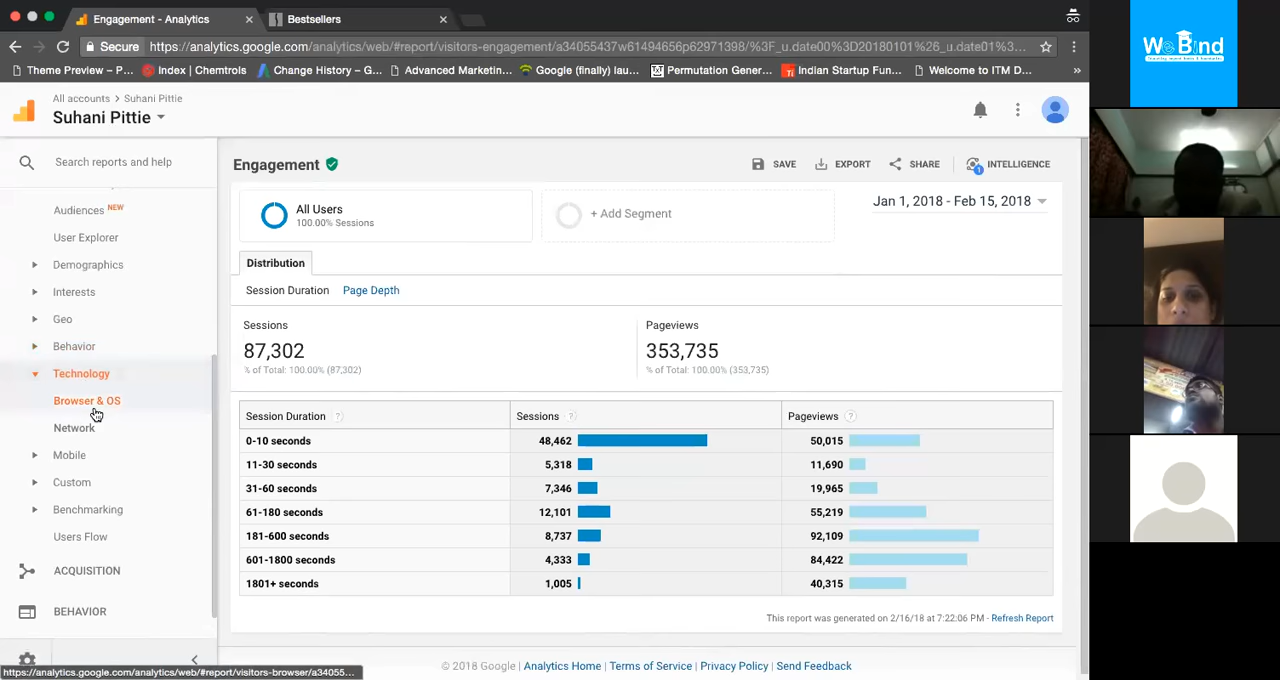 Engagement - Analytics
Bestsellers
Secure
https://analytics.google.com/analytics/web/#report/visitors-engagement/a34055437w61494656p62971398/%3F_u.date00%3D20180101%26_u.date01%3...
Theme Preview – P...
Index | Chemtrols
Change History – G...
Advanced Marketin...
Google (finally) lau...
Permutation Gener...
Indian Startup Fun...
Welcome to ITM D...
»
All accounts > Suhani Pittie
Suhani Pittie
Search reports and help
Audiences NEW
User Explorer
Demographics
Interests
Geo
Behavior
Technology
Browser & OS
Network
Mobile
Custom
Benchmarking
Users Flow
ACQUISITION
BEHAVIOR
https://analytics.google.com/analytics/web/#report/visitors-browser/a34055...
Engagement
SAVE
EXPORT
SHARE
1
INTELLIGENCE
All Users
100.00% Sessions
+ Add Segment
Jan 1, 2018 - Feb 15, 2018
Distribution
Session Duration Page Depth
Sessions
87,302
% of Total: 100.00% (87,302)
Pageviews
353,735
% of Total: 100.00% (353,735)
Session Duration ? Sessions ? Pageviews ?
0-10 seconds 48,462 50,015
11-30 seconds 5,318 11,690
31-60 seconds 7,346 19,965
61-180 seconds 12,101 55,219
181-600 seconds 8,737 92,109
601-1800 seconds 4,333 84,422
1801+ seconds 1,005 40,315
This report was generated on 2/16/18 at 7:22:06 PM - Refresh Report
© 2018 Google | Analytics Home | Terms of Service | Privacy Policy | Send Feedback
We Bind